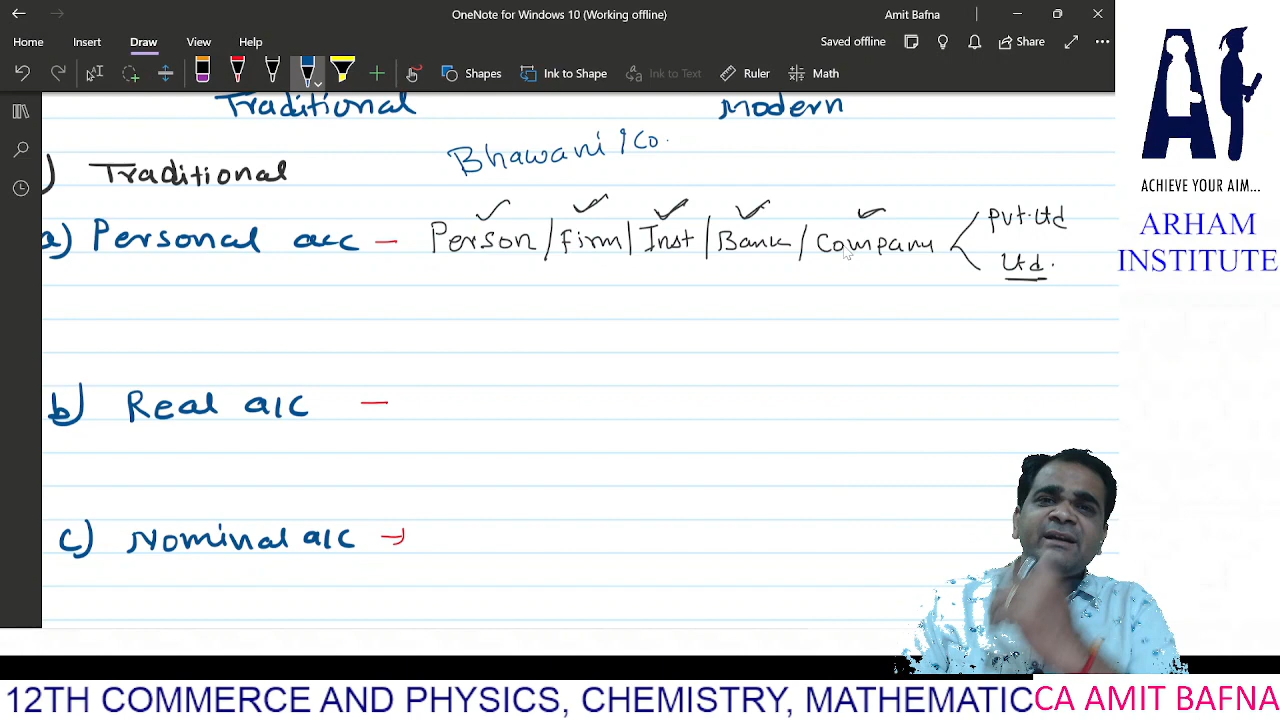 OneNote for Windows 10 (Working offline)
Amit Bafna
Home Insert Draw View Help
Saved offline
Share
Shapes
Ink to Shape
Ink to Text
Ruler
Math
Traditional
Modern
) Traditional
Bhawani / Co.
a) Personal acc - Person / Firm / Inst / Bank / Company
Pvt. Ltd
Ltd.
b) Real a/c -
c) Nominal a/c
ACHIEVE YOUR AIM...
ARHAM
INSTITUTE
12TH COMMERCE AND PHYSICS, CHEMISTRY, MATHEMATIC
CA AMIT BAFNA